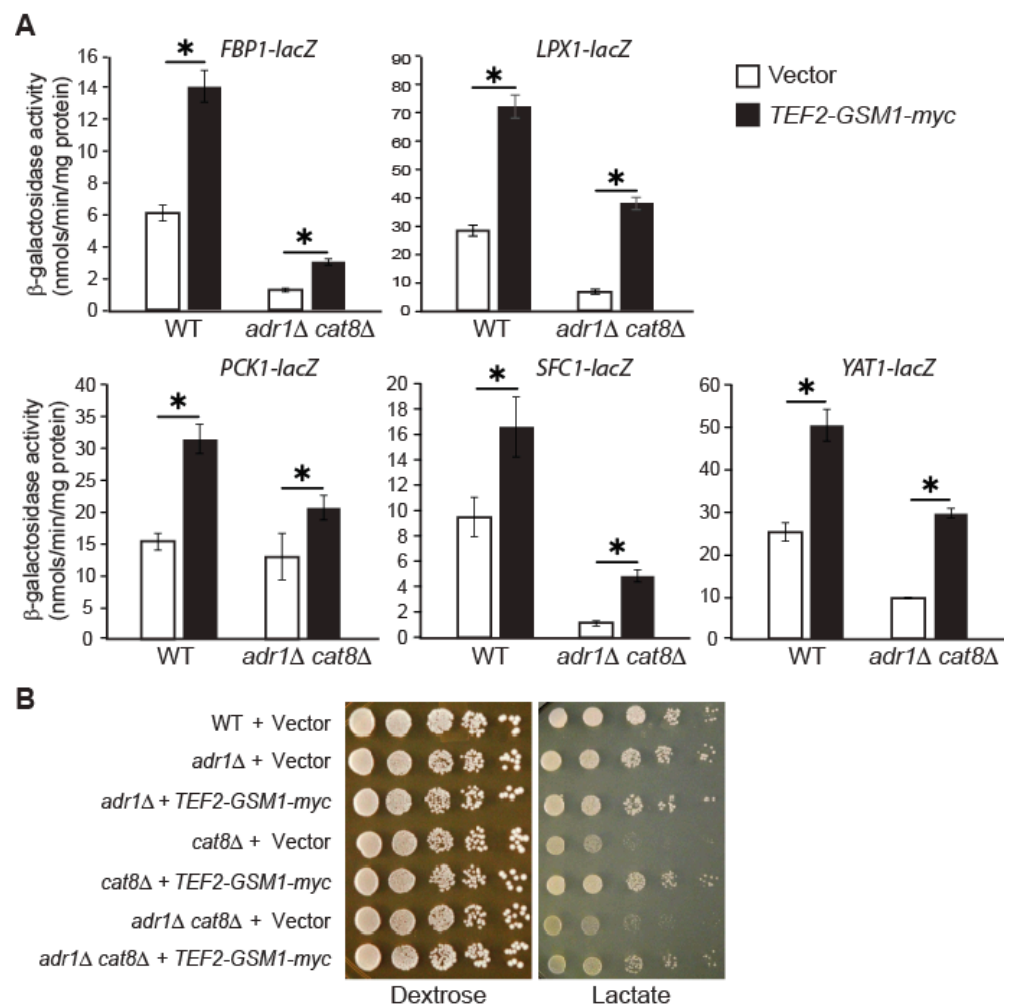 A
FBP1-lacZ
β-galactosidase activity
(nmols/min/mg protein)
16
14
12
10
8
6
4
2
0
*
*
WT
adr1Δ cat8Δ
LPX1-lacZ
90
80
70
60
50
40
30
20
10
0
*
*
WT
adr1Δ cat8Δ
Vector
TEF2-GSM1-myc
PCK1-lacZ
β-galactosidase activity
(nmols/min/mg protein)
40
35
30
25
20
15
10
5
0
*
*
WT
adr1Δ cat8Δ
SFC1-lacZ
20
18
16
14
12
10
8
6
4
2
0
*
*
WT
adr1Δ cat8Δ
YAT1-lacZ
60
50
40
30
20
10
0
*
*
WT
adr1Δ cat8Δ
B
WT + Vector
adr1Δ + Vector
adr1Δ + TEF2-GSM1-myc
cat8Δ + Vector
cat8Δ + TEF2-GSM1-myc
adr1Δ cat8Δ + Vector
adr1Δ cat8Δ + TEF2-GSM1-myc
Dextrose
Lactate